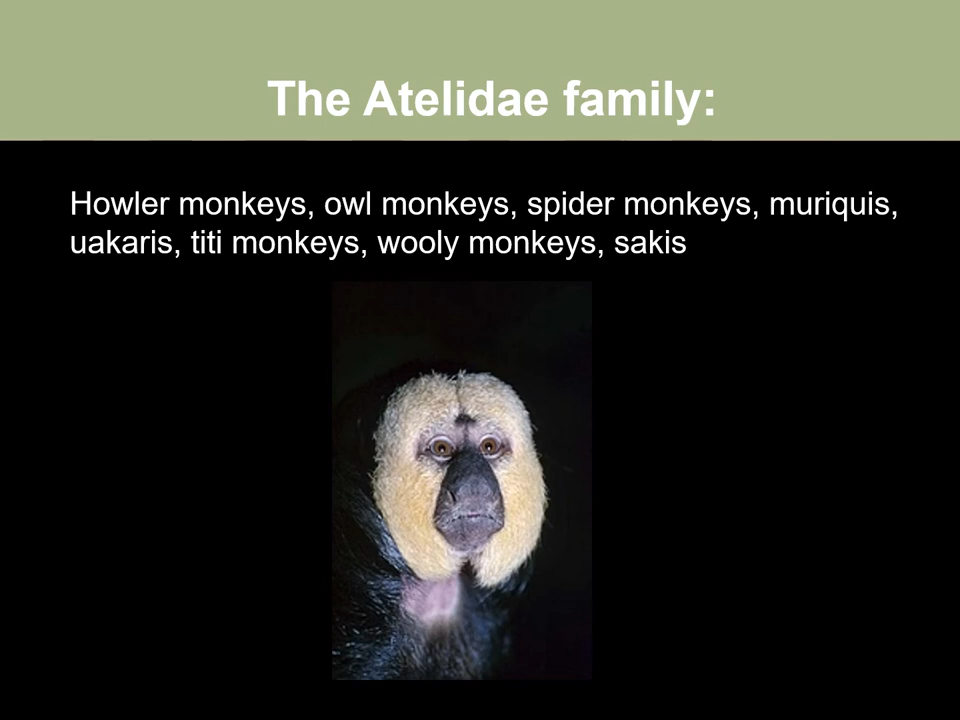 The Atelidae family:
Howler monkeys, owl monkeys, spider monkeys, muriquis,
uakaris, titi monkeys, wooly monkeys, sakis